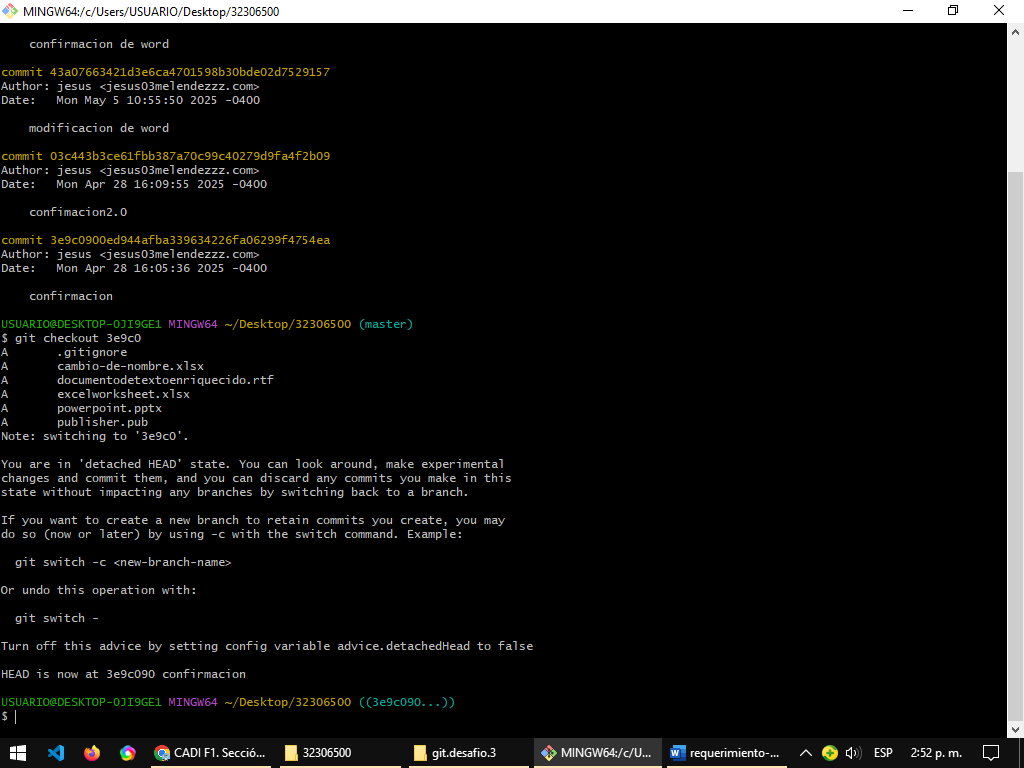 MINGW64:/c/Users/USUARIO/Desktop/32306500
confirmacion de word
commit 43a07663421d3e6ca4701598b30bde02d7529157
Author: jesus <jesus03melendezzz.com>
Date:   Mon May 5 10:55:50 2025 -0400
modificacion de word
commit 03c443b3ce61fbb387a70c99c40279d9fa4f2b09
Author: jesus <jesus03melendezzz.com>
Date:   Mon Apr 28 16:09:55 2025 -0400
confimacion2.0
commit 3e9c0900ed944afba339634226fa06299f4754ea
Author: jesus <jesus03melendezzz.com>
Date:   Mon Apr 28 16:05:36 2025 -0400
confirmacion
USUARIO@DESKTOP-OJI9GE1 MINGW64 ~/Desktop/32306500 (master)
$ git checkout 3e9c0
A       .gitignore
A       cambio-de-nombre.xlsx
A       documentodetextoenriquecido.rtf
A       excelworksheet.xlsx
A       powerpoint.pptx
A       publisher.pub
Note: switching to '3e9c0'.
You are in 'detached HEAD' state. You can look around, make experimental
changes and commit them, and you can discard any commits you make in this
state without impacting any branches by switching back to a branch.
If you want to create a new branch to retain commits you create, you may
do so (now or later) by using -c with the switch command. Example:
git switch -c <new-branch-name>
Or undo this operation with:
git switch -
Turn off this advice by setting config variable advice.detachedHead to false
HEAD is now at 3e9c090 confirmacion
USUARIO@DESKTOP-OJI9GE1 MINGW64 ~/Desktop/32306500 ((3e9c090...))
$
CADI F1. Secció... 32306500 git.desafio.3 MINGW64:/c/U... requerimiento-... ESP 2:52 p. m.